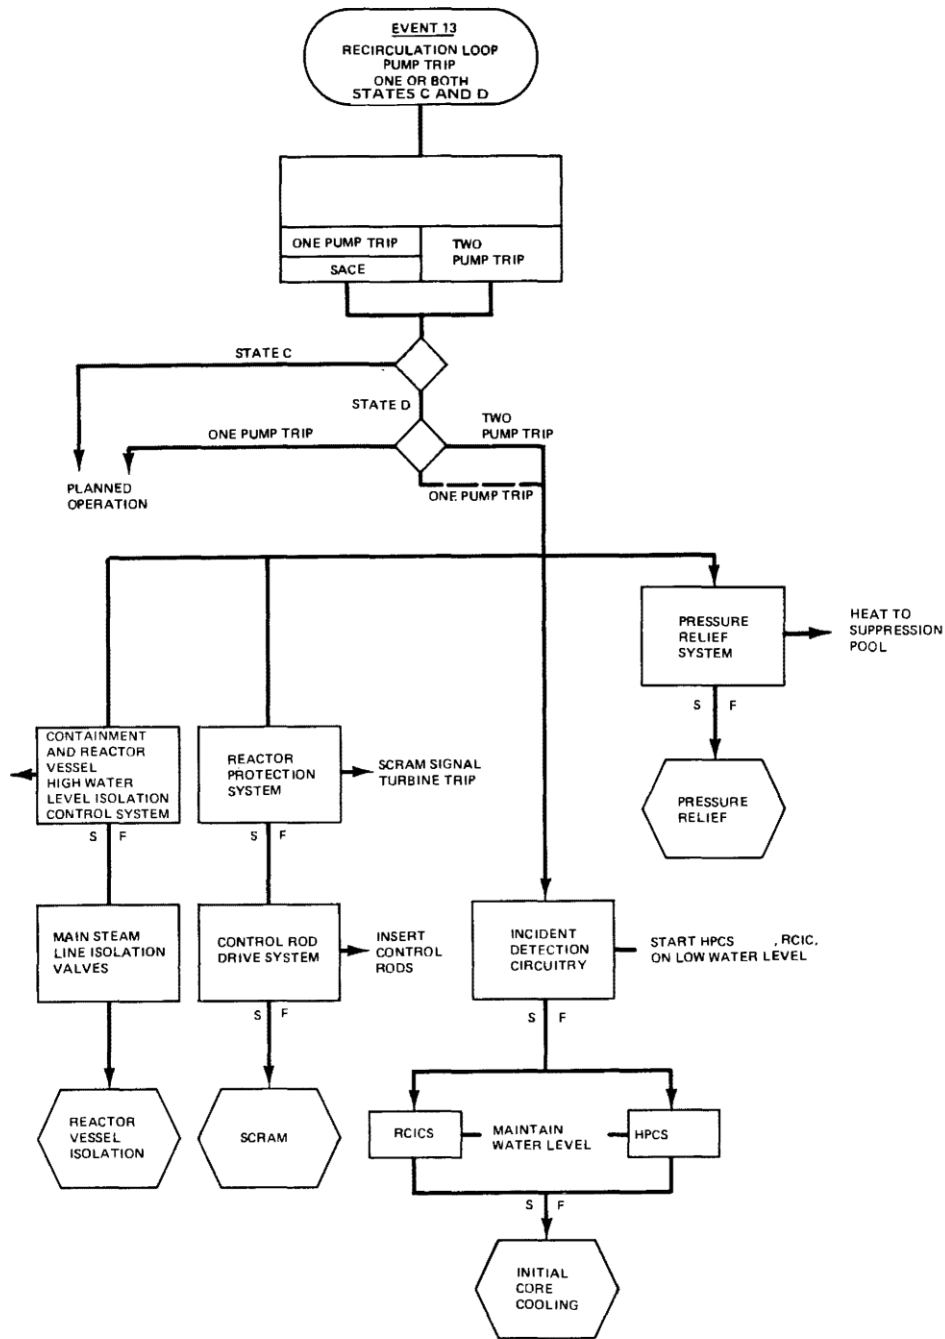 EVENT 13
RECIRCULATION LOOP
PUMP TRIP
ONE OR BOTH
STATES C AND D
ONE PUMP TRIP
SACE
TWO
PUMP TRIP
STATE C
STATE D
ONE PUMP TRIP
TWO
PUMP TRIP
ONE PUMP TRIP
PLANNED
OPERATION
PRESSURE
RELIEF
SYSTEM
HEAT TO
SUPPRESSION
POOL
S F
PRESSURE
RELIEF
CONTAINMENT
AND REACTOR
VESSEL
HIGH WATER
LEVEL ISOLATION
CONTROL SYSTEM
S F
REACTOR
PROTECTION
SYSTEM
SCRAM SIGNAL
TURBINE TRIP
S F
MAIN STEAM
LINE ISOLATION
VALVES
CONTROL ROD
DRIVE SYSTEM
INSERT
CONTROL
RODS
S F
INCIDENT
DETECTION
CIRCUITRY
START HPCS , RCIC,
ON LOW WATER LEVEL
S F
REACTOR
VESSEL
ISOLATION
SCRAM
RCICS
MAINTAIN
WATER LEVEL
HPCS
S F
INITIAL
CORE
COOLING